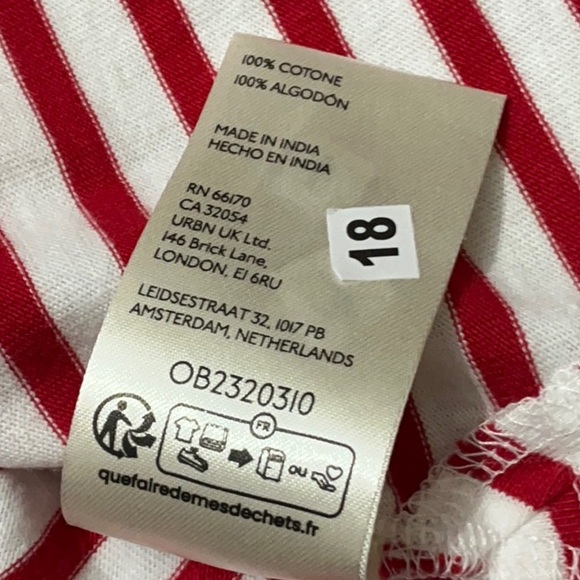 100% COTONE
100% ALGODÓN
MADE IN INDIA
HECHO EN INDIA
RN 66170
CA 32054
URBN UK Ltd.
146 Brick Lane,
LONDON, E1 6RU
18
LEIDSESTRAAT 32, 1017 PB
AMSTERDAM, NETHERLANDS
OB2320310
FR
OU
quefairedemesdechets.fr